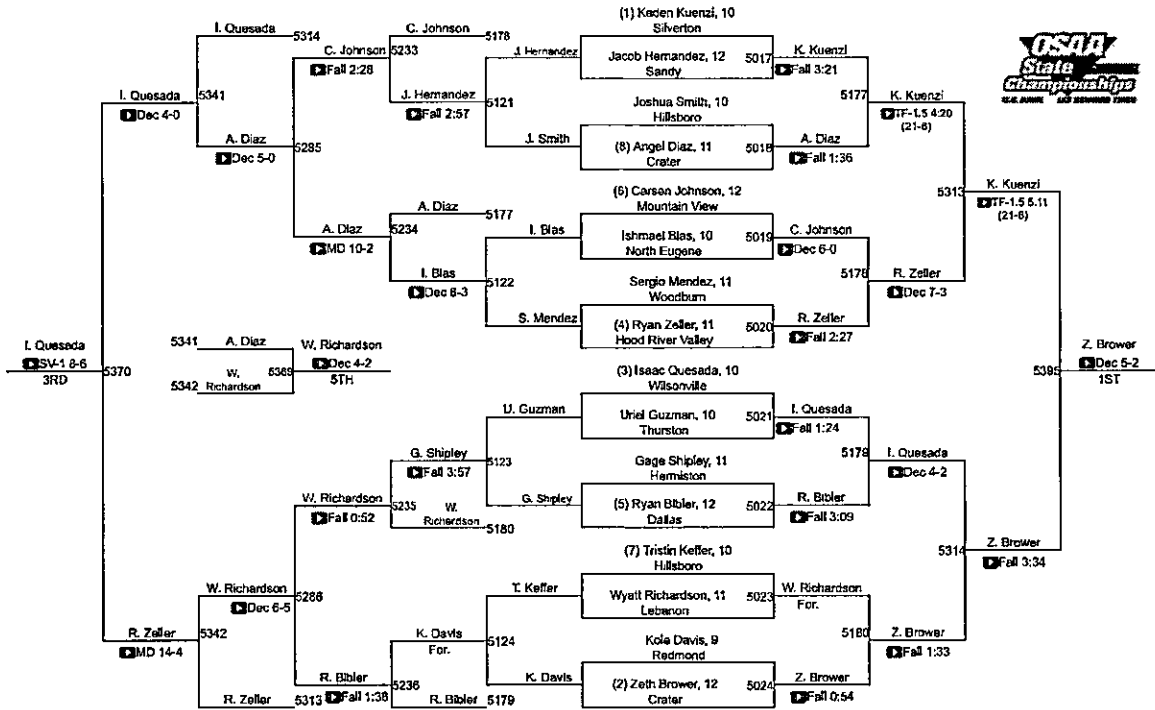 OSAA
State
Championships
(1) Keden Kuenzi, 10
Silverton
Jacob Hernandez, 12
Sandy
Joshua Smith, 10
Hillsboro
(8) Angel Diaz, 11
Crater
(6) Carsen Johnson, 12
Mountain View
Ishmael Blas, 10
North Eugene
Sergio Mendez, 11
Woodburn
(4) Ryan Zeller, 11
Hood River Valley
(3) Isaac Quesada, 10
Wilsonville
Uriel Guzman, 10
Thurston
Gage Shipley, 11
Hermiston
(5) Ryan Bibler, 12
Dallas
(7) Tristin Keffer, 10
Hillsboro
Wyatt Richardson, 11
Lebanon
Kole Davis, 9
Redmond
(2) Zeth Brower, 12
Crater
5017
5018
5019
5020
5021
5022
5023
5024
K. Kuenzi
Fall 3:21
A. Diaz
Fall 1:36
C. Johnson
Dec 6-0
R. Zeller
Fall 2:27
I. Quesada
Fall 1:24
R. Bibler
Fall 3:09
W. Richardson
For.
Z. Brower
Fall 0:54
5177
5178
5179
5180
K. Kuenzi
TF-1.5 4:20
(21-6)
R. Zeller
Dec 7-3
I. Quesada
Dec 4-2
Z. Brower
Fall 1:33
5313
5314
K. Kuenzi
TF-1.5 5:11
(21-6)
Z. Brower
Fall 3:34
5395
Z. Brower
Dec 5-2
1ST
J. Hernandez
J. Smith
5121
I. Blas
S. Mendez
5122
U. Guzman
G. Shipley
5123
T. Keffer
K. Davis
5124
C. Johnson
5178
J. Hernandez
Fall 2:57
5233
A. Diaz
5177
I. Blas
Dec 8-3
5234
G. Shipley
Fall 3:57
W.
Richardson
5180
5235
K. Davis
For.
R. Bibler
5179
5236
C. Johnson
Fall 2:28
A. Diaz
MD 10-2
5285
W. Richardson
Fall 0:52
R. Bibler
Fall 1:38
5286
I. Quesada
5314
A. Diaz
Dec 5-0
5341
W. Richardson
Dec 6-5
R. Zeller
5313
5342
I. Quesada
Dec 4-0
R. Zeller
MD 14-4
5370
I. Quesada
SV-1 8-6
3RD
5341
A. Diaz
5342
W.
Richardson
5369
W. Richardson
Dec 4-2
5TH